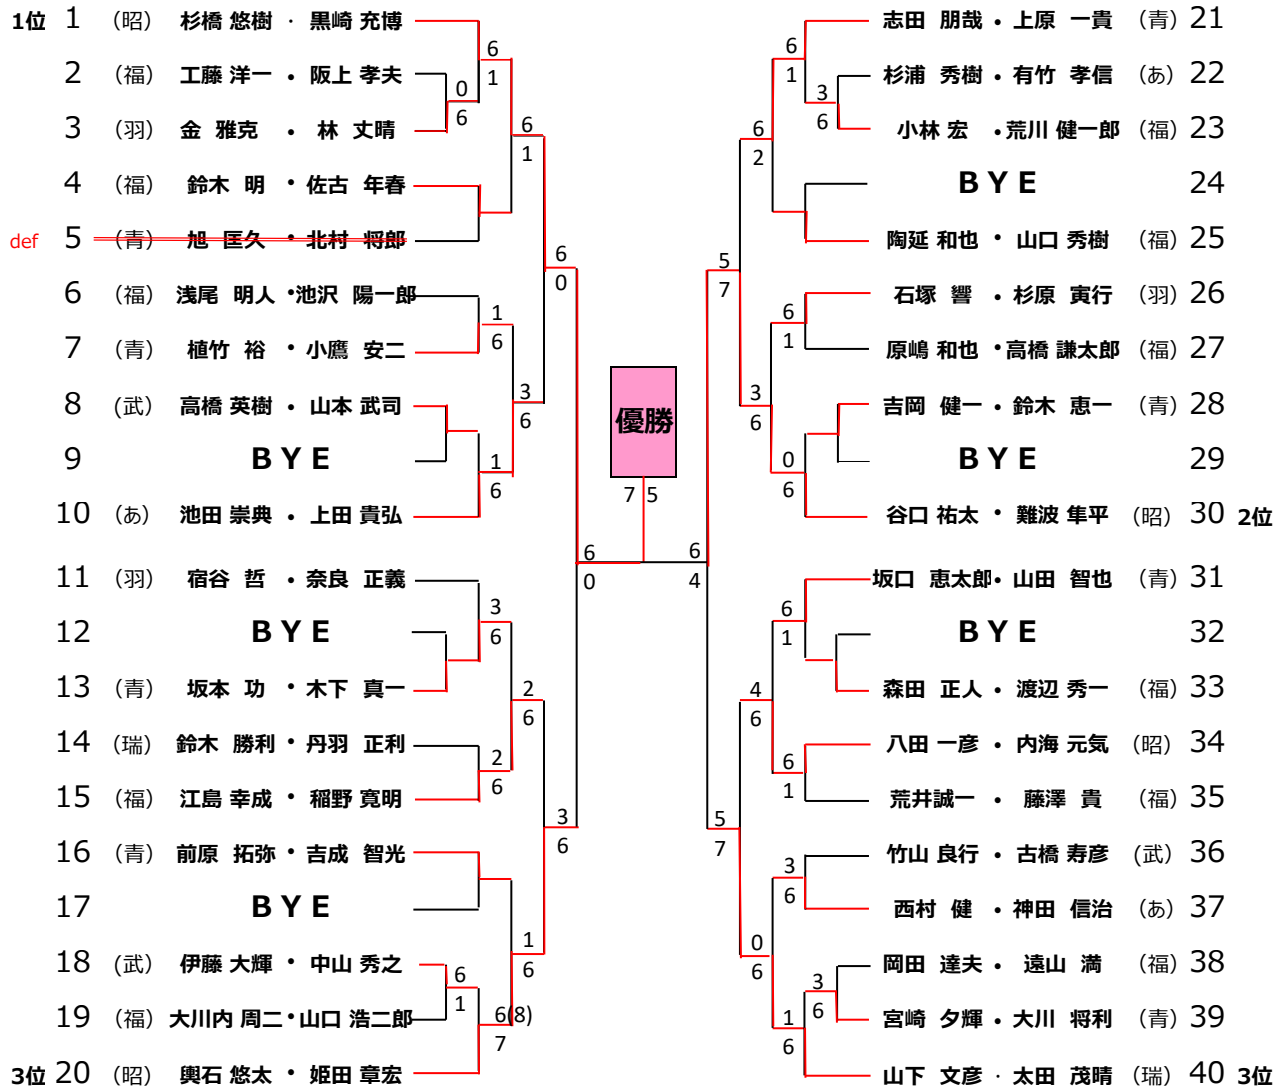 1位 1 （昭） 杉橋 悠樹 ・ 黒崎 充博
2 （福） 工藤 洋一 ・ 阪上 孝夫
3 （羽） 金 雅克 ・ 林 丈晴
4 （福） 鈴木 明 ・ 佐古 年春
def 5 （青） 旭 匡久 ・ 北村 将郎
6 （福） 浅尾 明人 ・ 池沢 陽一郎
7 （青） 植竹 裕 ・ 小鷹 安二
8 （武） 高橋 英樹 ・ 山本 武司
9 BYE
10 （あ） 池田 崇典 ・ 上田 貴弘
11 （羽） 宿谷 哲 ・ 奈良 正義
12 BYE
13 （青） 坂本 功 ・ 木下 真一
14 （瑞） 鈴木 勝利 ・ 丹羽 正利
15 （福） 江島 幸成 ・ 稲野 寛明
16 （青） 前原 拓弥 ・ 吉成 智光
17 BYE
18 （武） 伊藤 大輝 ・ 中山 秀之
19 （福） 大川内 周二 ・ 山口 浩二郎
3位 20 （昭） 輿石 悠太 ・ 姫田 章宏
6
1
0
6
6
1
6
0
1
6
3
6
1
6
6
0
3
6
2
6
2
6
3
6
1
6
6
1
6(8)
7
優勝
7 5
志田 朋哉 ・ 上原 一貴 （青） 21
杉浦 秀樹 ・ 有竹 孝信 （あ） 22
小林 宏 ・ 荒川 健一郎 （福） 23
BYE 24
陶延 和也 ・ 山口 秀樹 （福） 25
石塚 響 ・ 杉原 寅行 （羽） 26
原嶋 和也 ・ 高橋 謙太郎 （福） 27
吉岡 健一 ・ 鈴木 恵一 （青） 28
BYE 29
谷口 祐太 ・ 難波 隼平 （昭） 30 2位
坂口 恵太郎 ・ 山田 智也 （青） 31
BYE 32
森田 正人 ・ 渡辺 秀一 （福） 33
八田 一彦 ・ 内海 元気 （昭） 34
荒井誠一 ・ 藤澤 貴 （福） 35
竹山 良行 ・ 古橋 寿彦 （武） 36
西村 健 ・ 神田 信治 （あ） 37
岡田 達夫 ・ 遠山 満 （福） 38
宮崎 夕輝 ・ 大川 将利 （青） 39
山下 文彦 ・ 太田 茂晴 （瑞） 40 3位
6
1
3
6
6
2
5
7
6
1
3
6
0
6
6
4
6
1
4
6
6
1
5
7
3
6
0
6
3
6
1
6